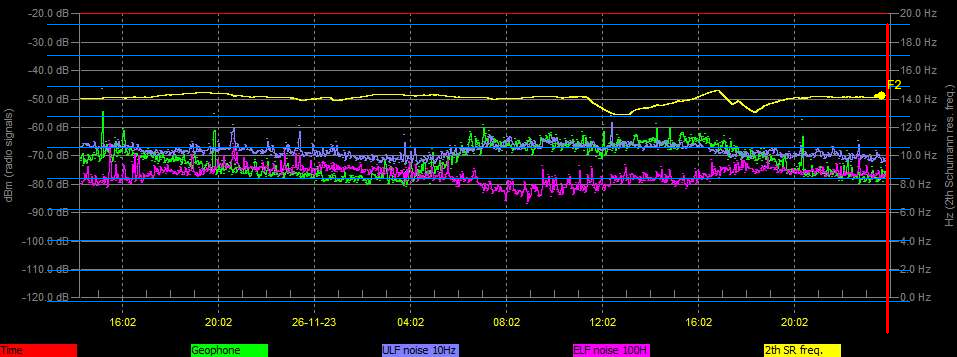 -20.0 dB 20.0 Hz
-30.0 dB 18.0 Hz
-40.0 dB 16.0 Hz
F2
-50.0 dB 14.0 Hz
-60.0 dB 12.0 Hz
-70.0 dB 10.0 Hz
-80.0 dB 8.0 Hz
-90.0 dB 6.0 Hz
-100.0 dB 4.0 Hz
-110.0 dB 2.0 Hz
-120.0 dB 0.0 Hz
dBm (radio signals)
Hz (2th Schumann res. freq.)
16:02 20:02 26-11-23 04:02 08:02 12:02 16:02 20:02
Time Geophone ULF noise 10Hz ELF noise 100H 2th SR freq.